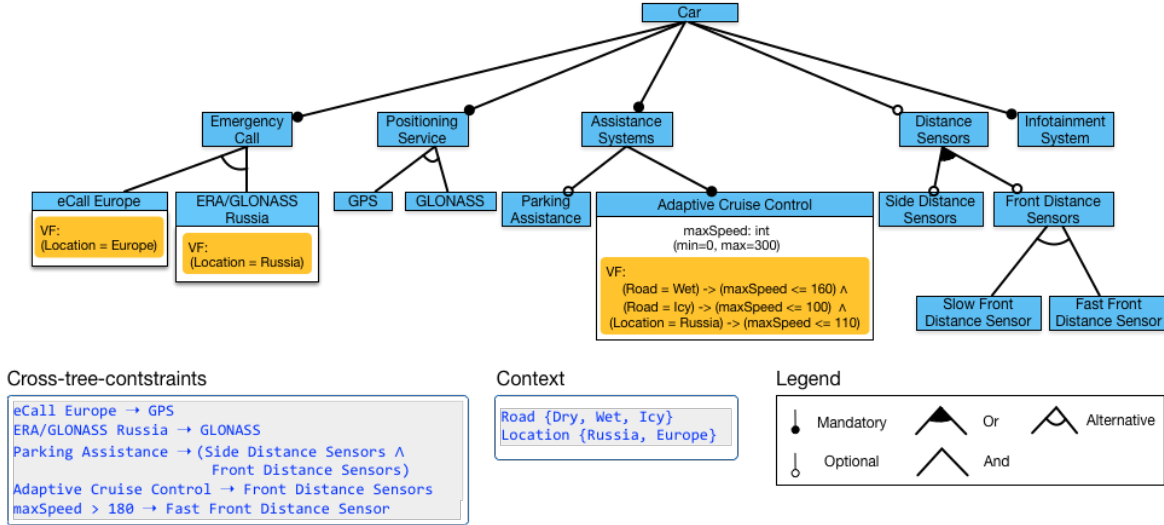 Car
Emergency
Call
Positioning
Service
Assistance
Systems
Distance
Sensors
Infotainment
System
eCall Europe
VF:
(Location = Europe)
ERA/GLONASS
Russia
VF:
(Location = Russia)
GPS
GLONASS
Parking
Assistance
Adaptive Cruise Control
maxSpeed: int
(min=0, max=300)
VF:
(Road = Wet) -> (maxSpeed <= 160) ∧
(Road = Icy) -> (maxSpeed <= 100) ∧
(Location = Russia) -> (maxSpeed <= 110)
Side Distance
Sensors
Front Distance
Sensors
Slow Front
Distance Sensor
Fast Front
Distance Sensor
Cross-tree-contstraints
eCall Europe → GPS
ERA/GLONASS Russia → GLONASS
Parking Assistance → (Side Distance Sensors ∧
Front Distance Sensors)
Adaptive Cruise Control → Front Distance Sensors
maxSpeed > 180 → Fast Front Distance Sensor
Context
Road {Dry, Wet, Icy}
Location {Russia, Europe}
Legend
Mandatory
Or
Alternative
Optional
And